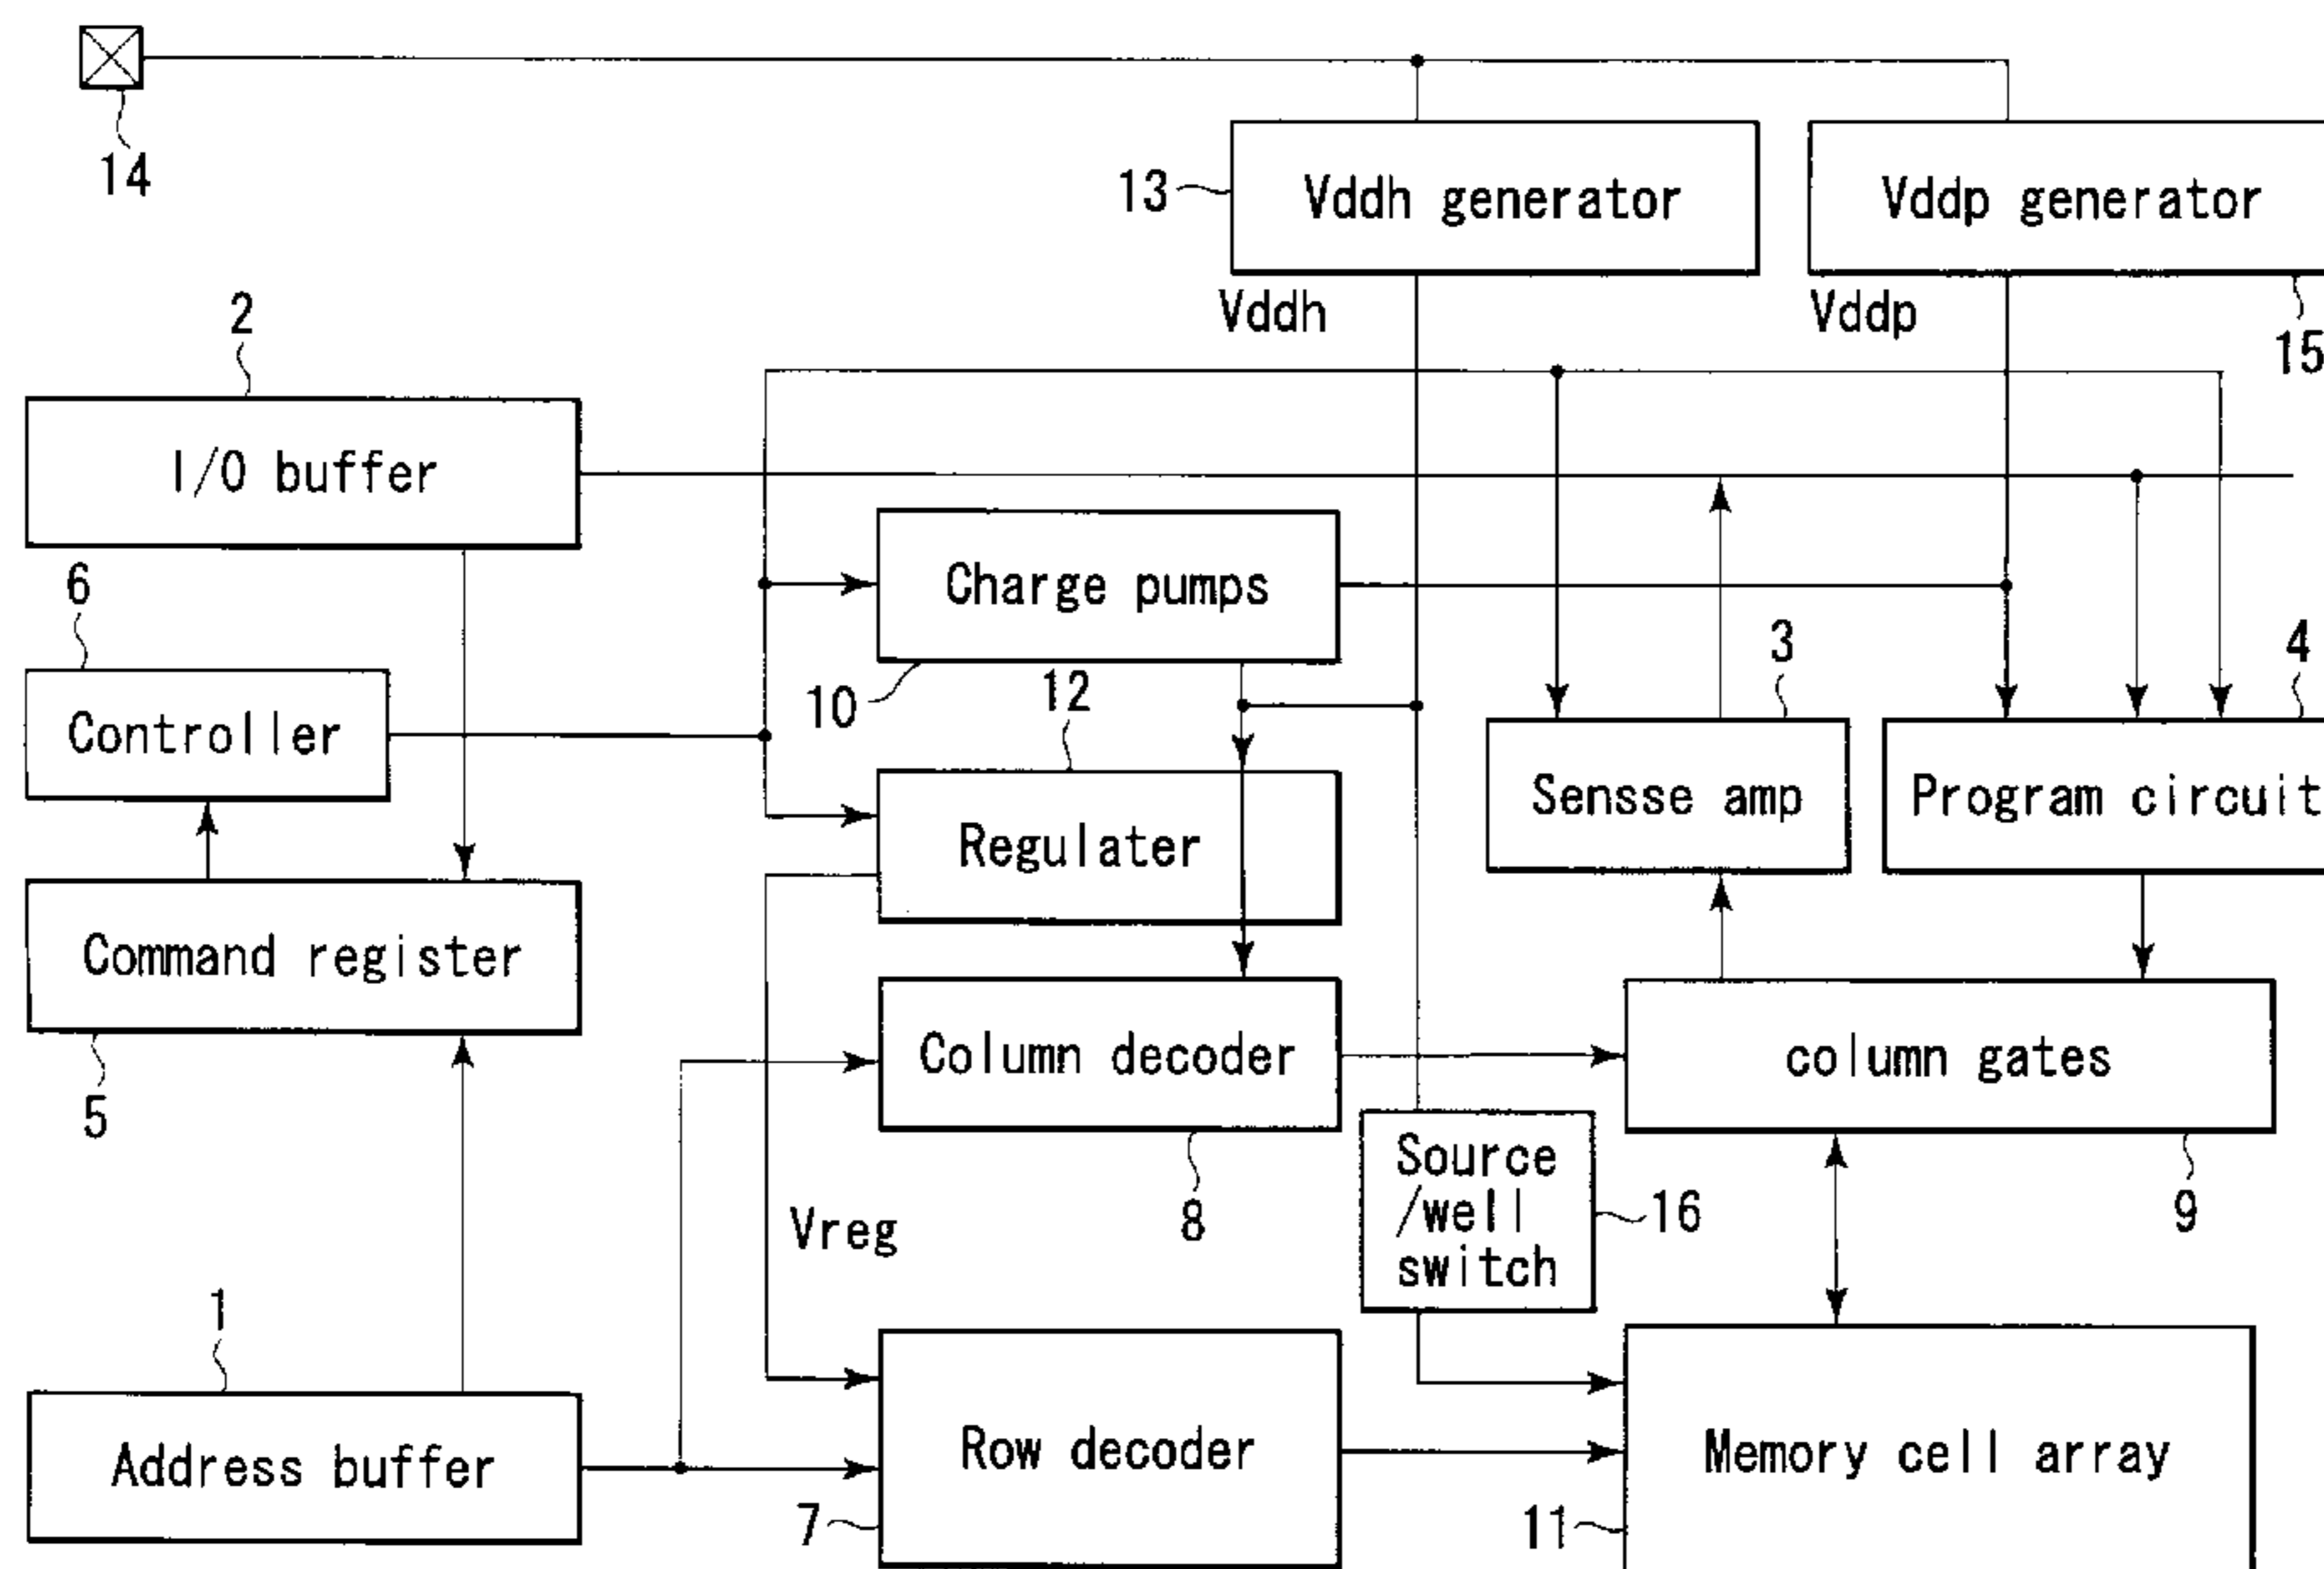 14
13
Vddh generator
Vddp generator
Vddh
Vddp
15
2
I/O buffer
6
Charge pumps
10
12
3
4
Controller
Regulater
Sensse amp
Program circuit
Command register
5
Column decoder
8
column gates
9
Source
/well
switch
16
Vreg
1
Address buffer
Row decoder
7
Memory cell array
11